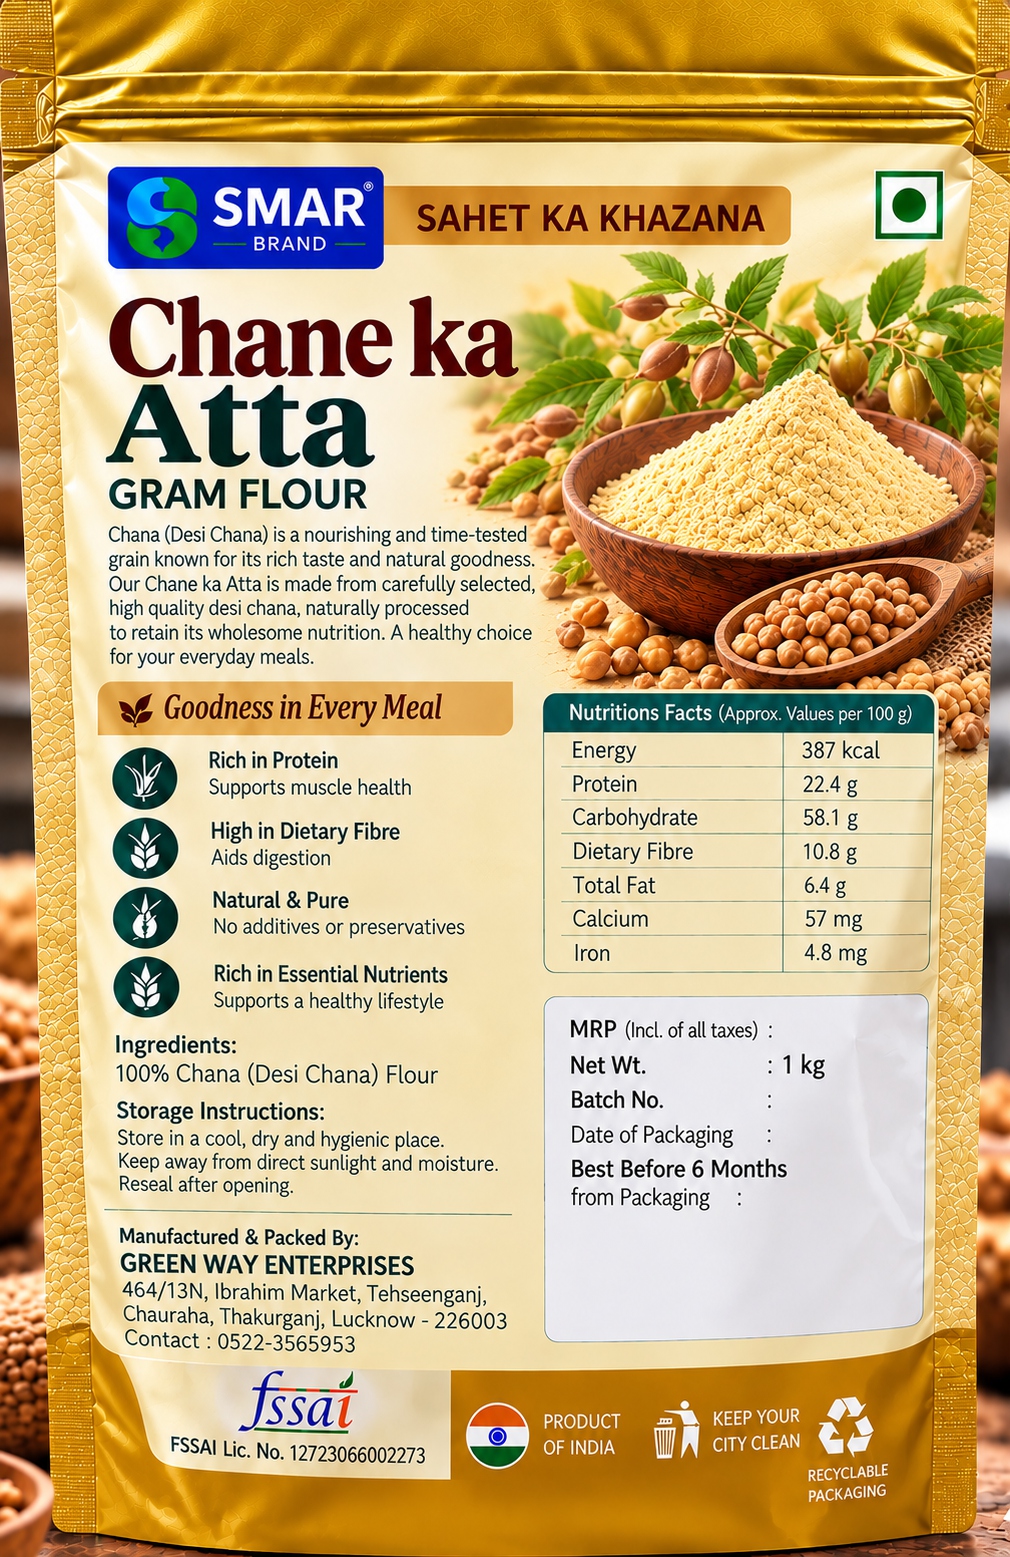 SMAR®
BRAND
SAHET KA KHAZANA
Chane ka
Atta
GRAM FLOUR
Chana (Desi Chana) is a nourishing and time-tested
grain known for its rich taste and natural goodness.
Our Chane ka Atta is made from carefully selected,
high quality desi chana, naturally processed
to retain its wholesome nutrition. A healthy choice
for your everyday meals.
Goodness in Every Meal
Rich in Protein
Supports muscle health
High in Dietary Fibre
Aids digestion
Natural & Pure
No additives or preservatives
Rich in Essential Nutrients
Supports a healthy lifestyle
Ingredients:
100% Chana (Desi Chana) Flour
Storage Instructions:
Store in a cool, dry and hygienic place.
Keep away from direct sunlight and moisture.
Reseal after opening.
Manufactured & Packed By:
GREEN WAY ENTERPRISES
464/13N, Ibrahim Market, Tehseenganj,
Chauraha, Thakurganj, Lucknow - 226003
Contact : 0522-3565953
Nutritions Facts (Approx. Values per 100 g)
Energy 387 kcal
Protein 22.4 g
Carbohydrate 58.1 g
Dietary Fibre 10.8 g
Total Fat 6.4 g
Calcium 57 mg
Iron 4.8 mg
MRP (Incl. of all taxes) :
Net Wt. : 1 kg
Batch No. :
Date of Packaging :
Best Before 6 Months
from Packaging :
fssai
FSSAI Lic. No. 12723066002273
PRODUCT
OF INDIA
KEEP YOUR
CITY CLEAN
RECYCLABLE
PACKAGING